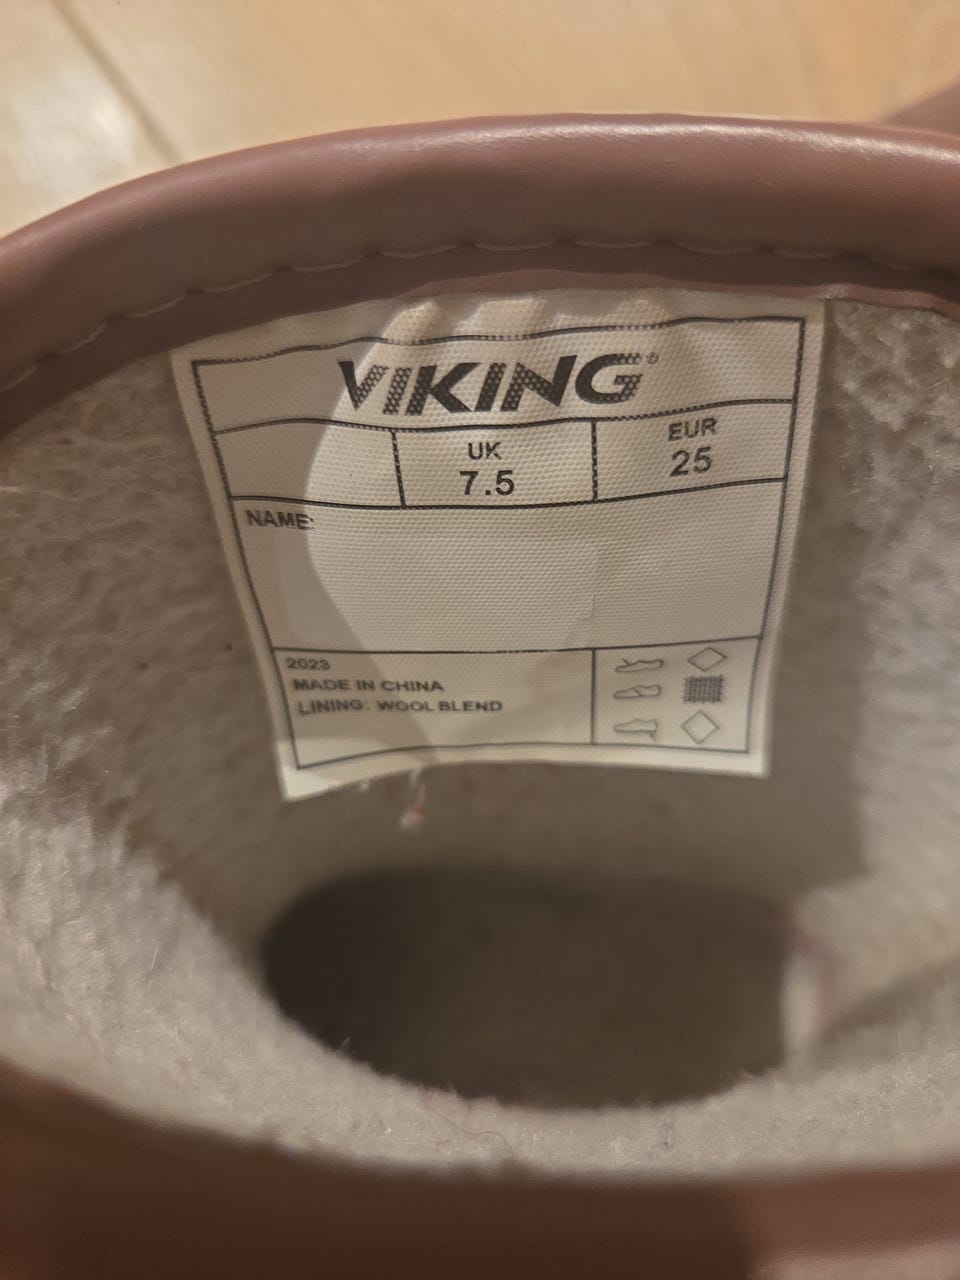 VIKING®
UK
7.5
EUR
25
NAME:
2023
MADE IN CHINA
LINING: WOOL BLEND